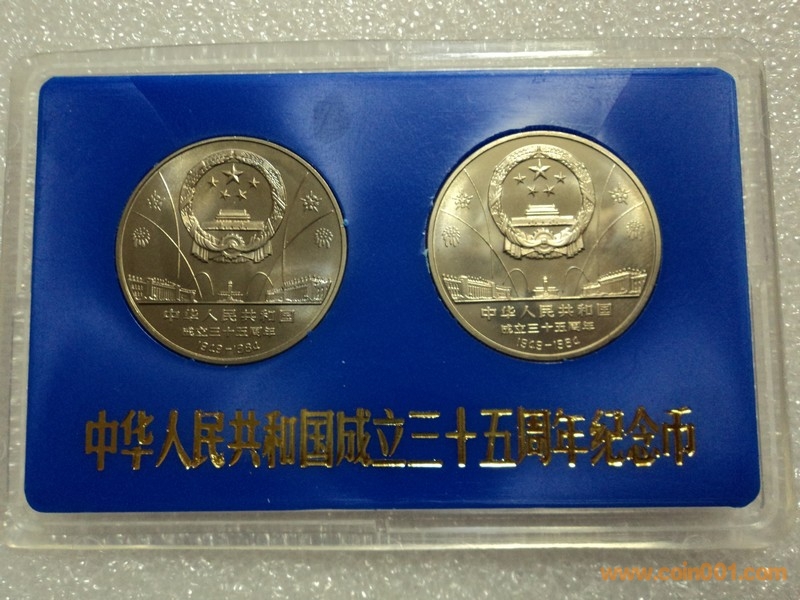 中华人民共和国
成立三十五周年
1949-1984
中华人民共和国
成立三十五周年
1949-1984
中华人民共和国成立三十五周年纪念币
www.coin001.com